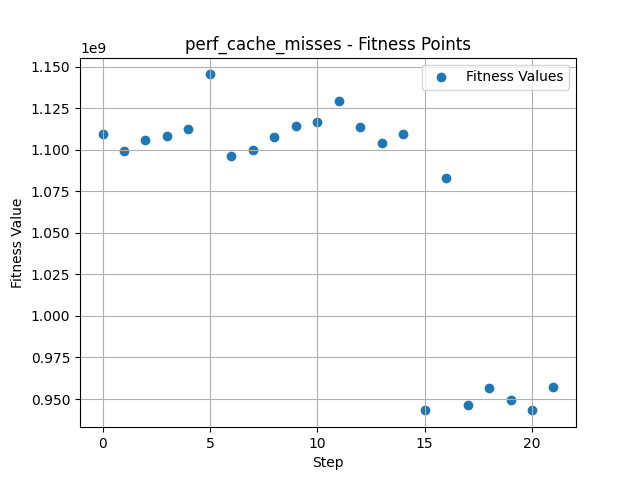 perf_cache_misses - Fitness Points
1e9
Fitness Values
1.150
1.125
1.100
1.075
1.050
1.025
1.000
0.975
0.950
Fitness Value
0
5
10
15
20
Step